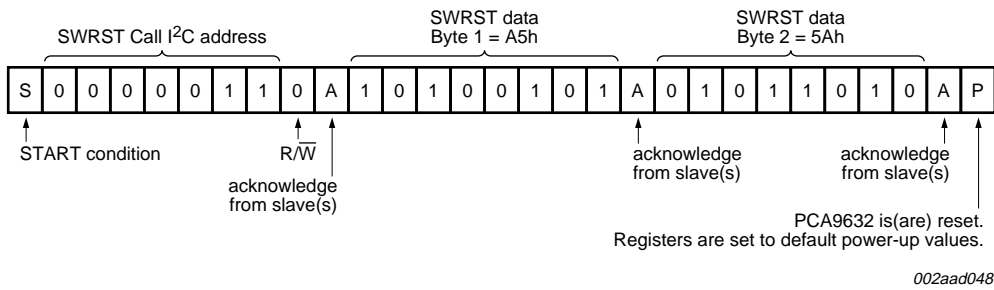 SWRST Call I2C address
SWRST data
Byte 1 = A5h
SWRST data
Byte 2 = 5Ah
S 0 0 0 0 0 1 1 0 A 1 0 1 0 0 1 0 1 A 0 1 0 1 1 0 1 0 A P
START condition
R/W
acknowledge
from slave(s)
acknowledge
from slave(s)
acknowledge
from slave(s)
PCA9632 is(are) reset.
Registers are set to default power-up values.
002aad048